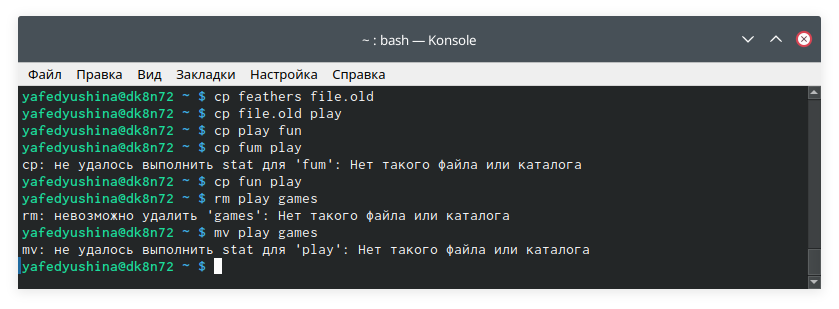 ~ : bash — Konsole
Файл Правка Вид Закладки Настройка Справка
yafedyushina@dk8n72 ~ $ cp feathers file.old
yafedyushina@dk8n72 ~ $ cp file.old play
yafedyushina@dk8n72 ~ $ cp play fun
yafedyushina@dk8n72 ~ $ cp fum play
cp: не удалось выполнить stat для 'fum': Нет такого файла или каталога
yafedyushina@dk8n72 ~ $ cp fun play
yafedyushina@dk8n72 ~ $ rm play games
rm: невозможно удалить 'games': Нет такого файла или каталога
yafedyushina@dk8n72 ~ $ mv play games
mv: не удалось выполнить stat для 'play': Нет такого файла или каталога
yafedyushina@dk8n72 ~ $